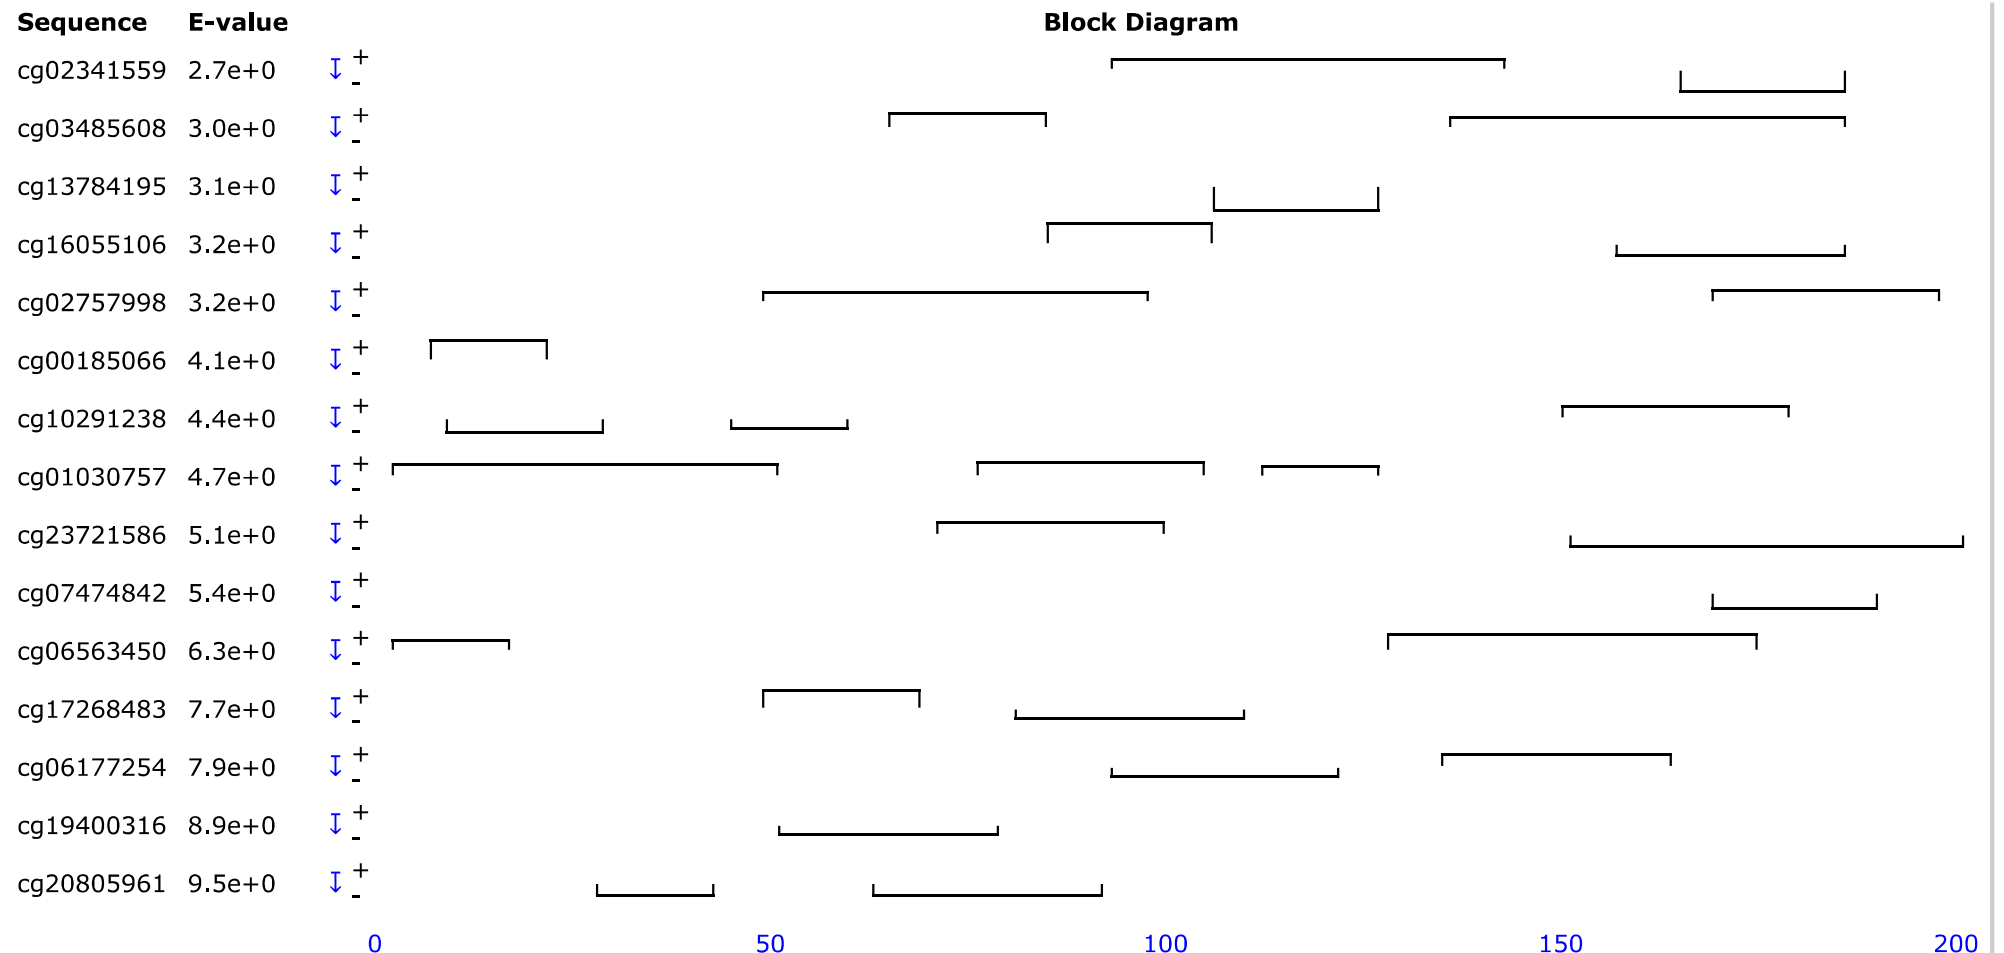 Sequence E-value Block Diagram
cg02341559 2.7e+0 ↧ + -
cg03485608 3.0e+0 ↧ + -
cg13784195 3.1e+0 ↧ + -
cg16055106 3.2e+0 ↧ + -
cg02757998 3.2e+0 ↧ + -
cg00185066 4.1e+0 ↧ + -
cg10291238 4.4e+0 ↧ + -
cg01030757 4.7e+0 ↧ + -
cg23721586 5.1e+0 ↧ + -
cg07474842 5.4e+0 ↧ + -
cg06563450 6.3e+0 ↧ + -
cg17268483 7.7e+0 ↧ + -
cg06177254 7.9e+0 ↧ + -
cg19400316 8.9e+0 ↧ + -
cg20805961 9.5e+0 ↧ + -
0 50 100 150 200